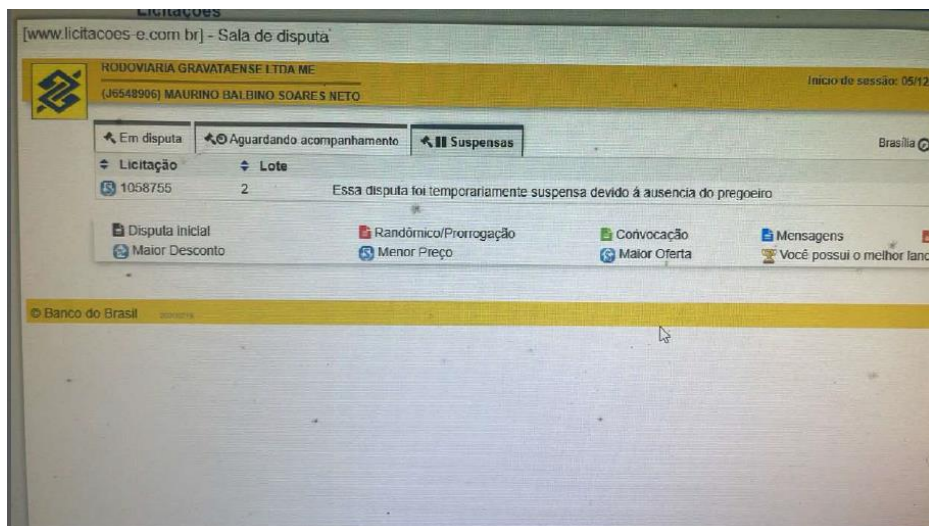 Licitações
[www.licitacoes-e.com br] - Sala de disputa
RODOVIARIA GRAVATAENSE LTDA ME
(J6548906) MAURINO BALBINO SOARES NETO
Início de sessão: 05/12
Em disputa Aguardando acompanhamento Suspensas
Brasília
Licitação Lote
1058755 2 Essa disputa foi temporariamente suspensa devido á ausencia do pregoeiro
Disputa inicial Randômico/Prorrogação Convocação Mensagens
Maior Desconto Menor Preço Maior Oferta Você possui o melhor lanc
© Banco do Brasil